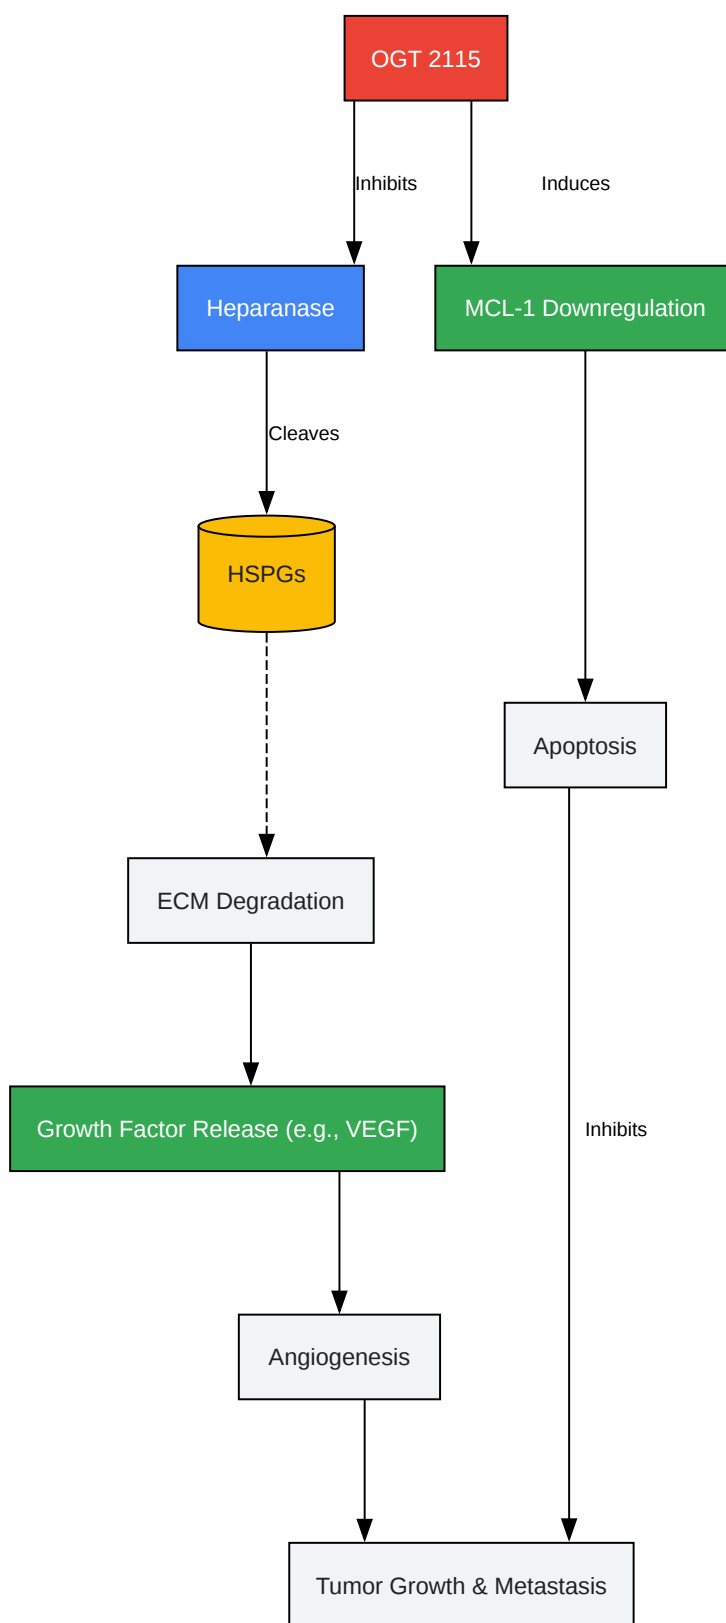 OGT 2115
Inhibits
Induces
Heparanase
MCL-1 Downregulation
Cleaves
HSPGs
Apoptosis
ECM Degradation
Growth Factor Release (e.g., VEGF)
Inhibits
Angiogenesis
Tumor Growth & Metastasis